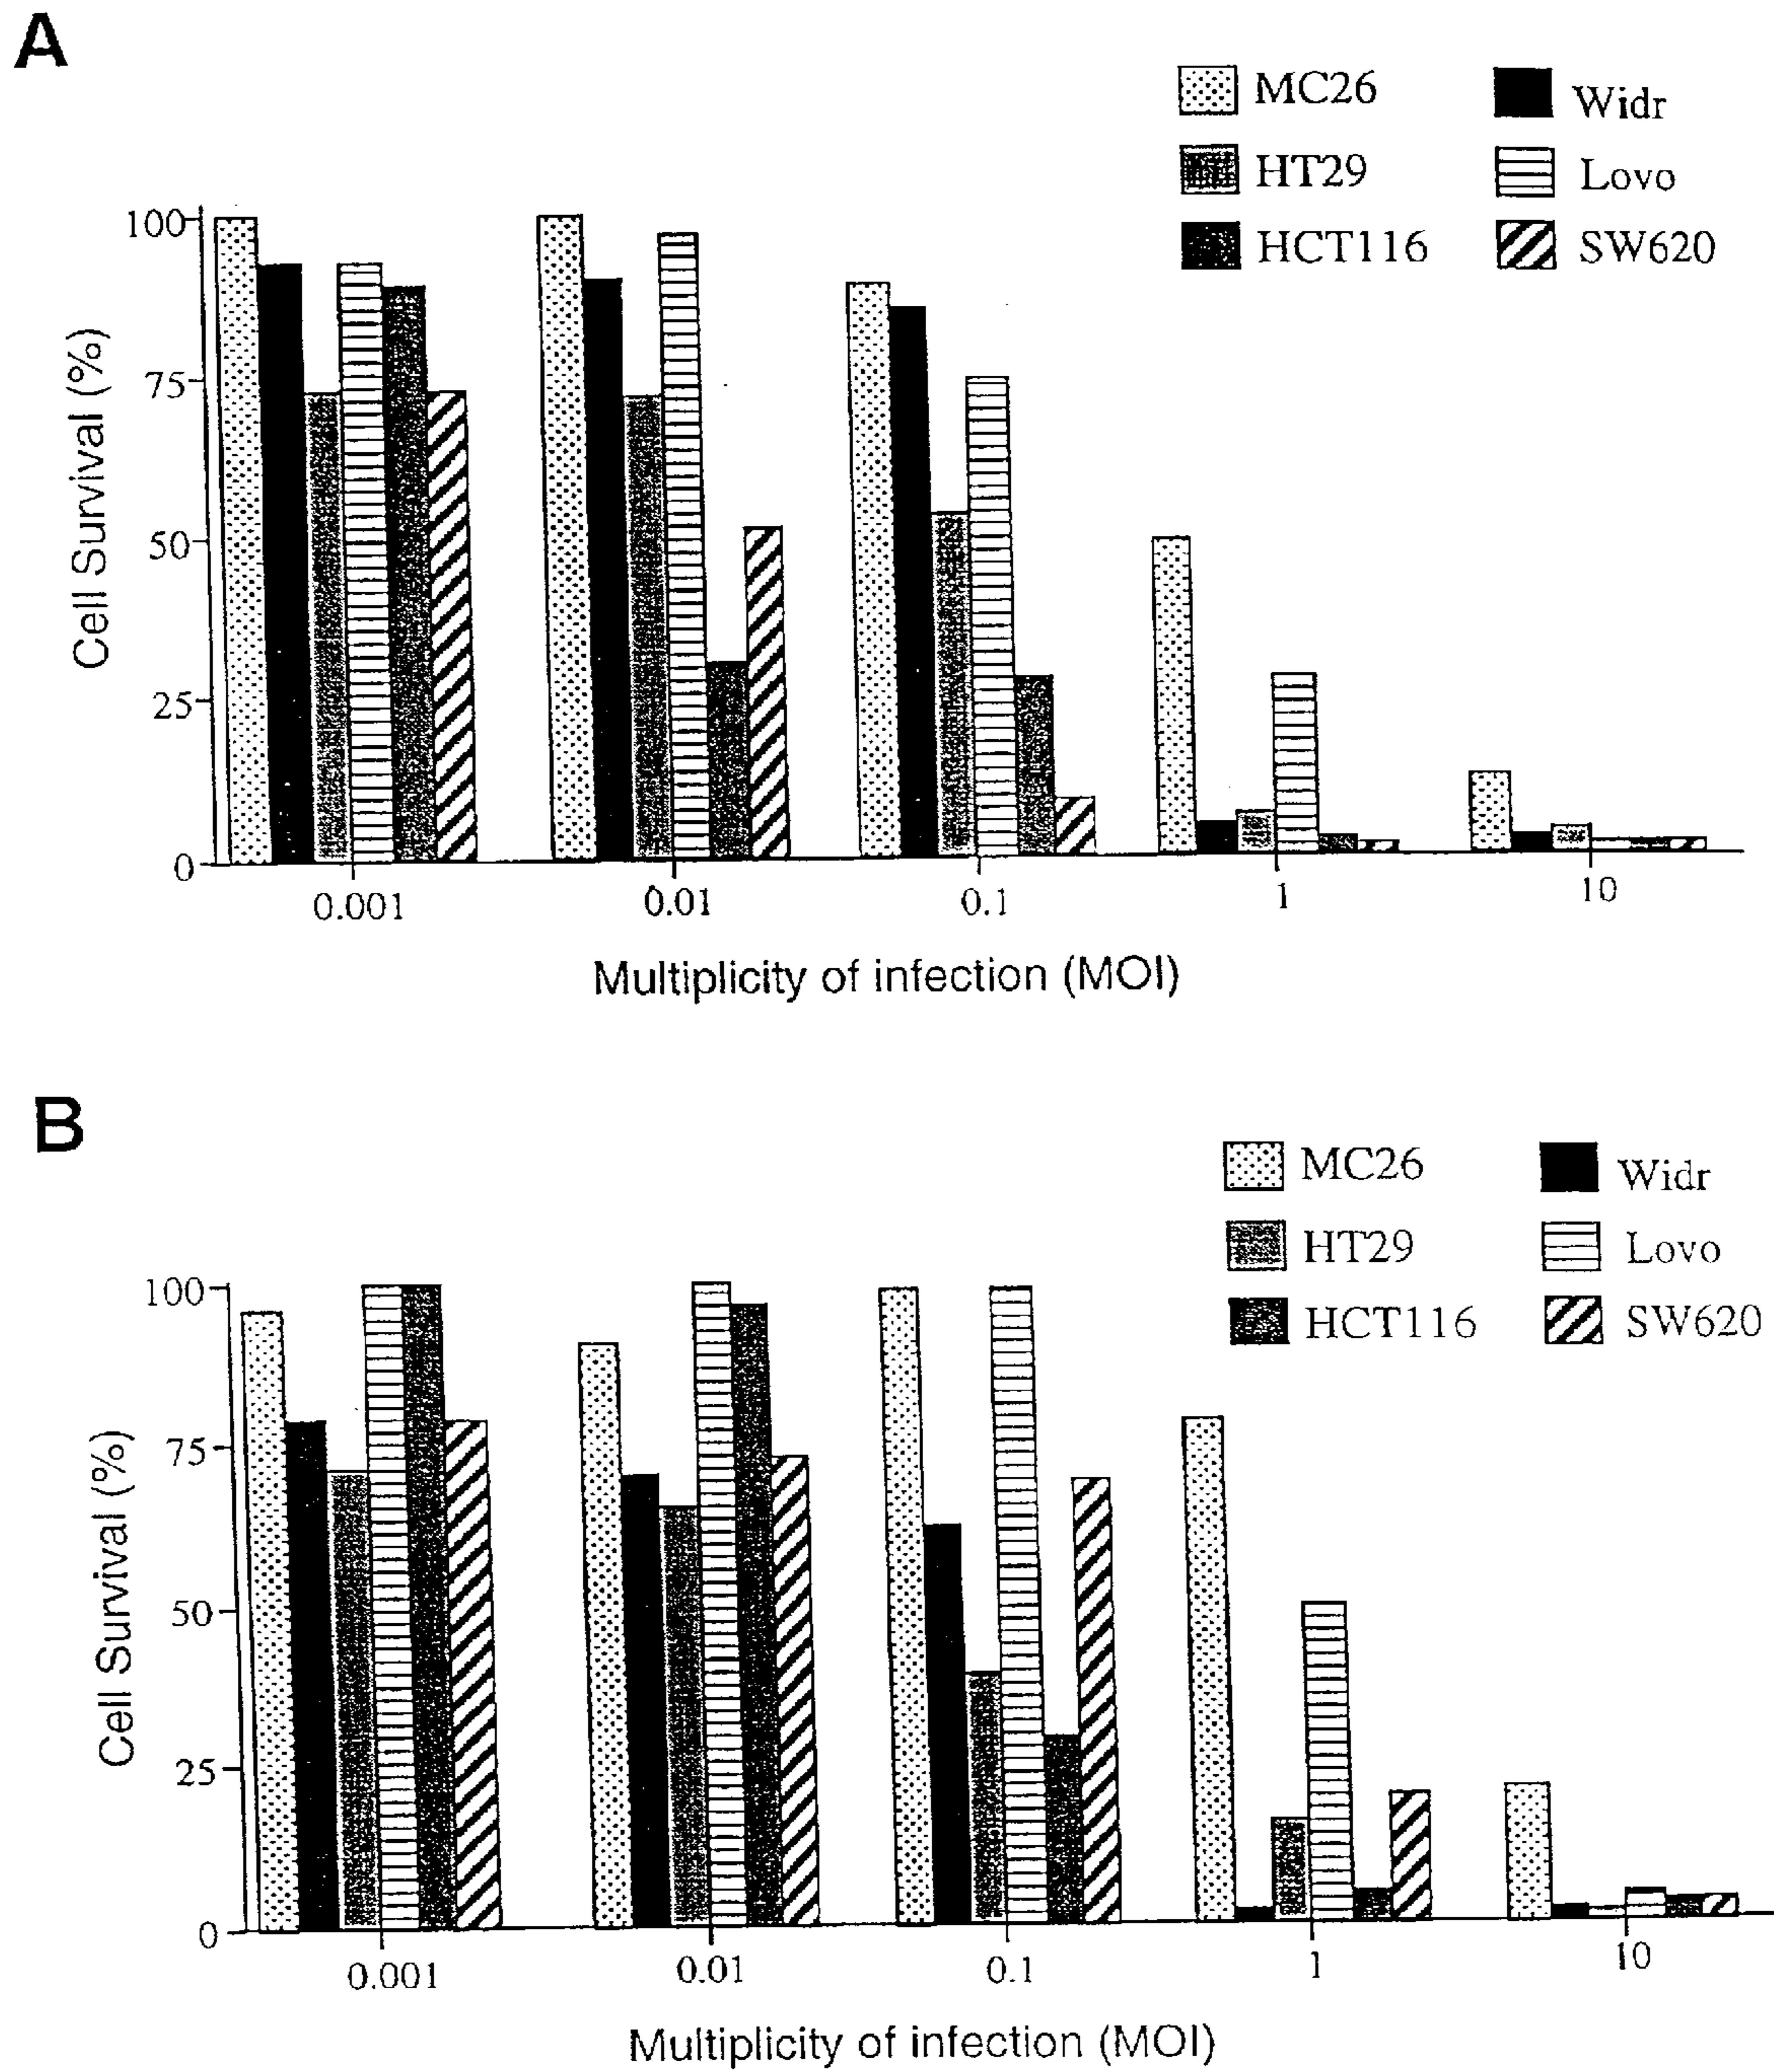 A
MC26 Widr
HT29 Lovo
HCT116 SW620
100
75
50
25
0
Cell Survival (%)
0.001 0.01 0.1 1 10
Multiplicity of infection (MOI)
B
MC26 Widr
HT29 Lovo
HCT116 SW620
100
75
50
25
0
Cell Survival (%)
0.001 0.01 0.1 1 10
Multiplicity of infection (MOI)